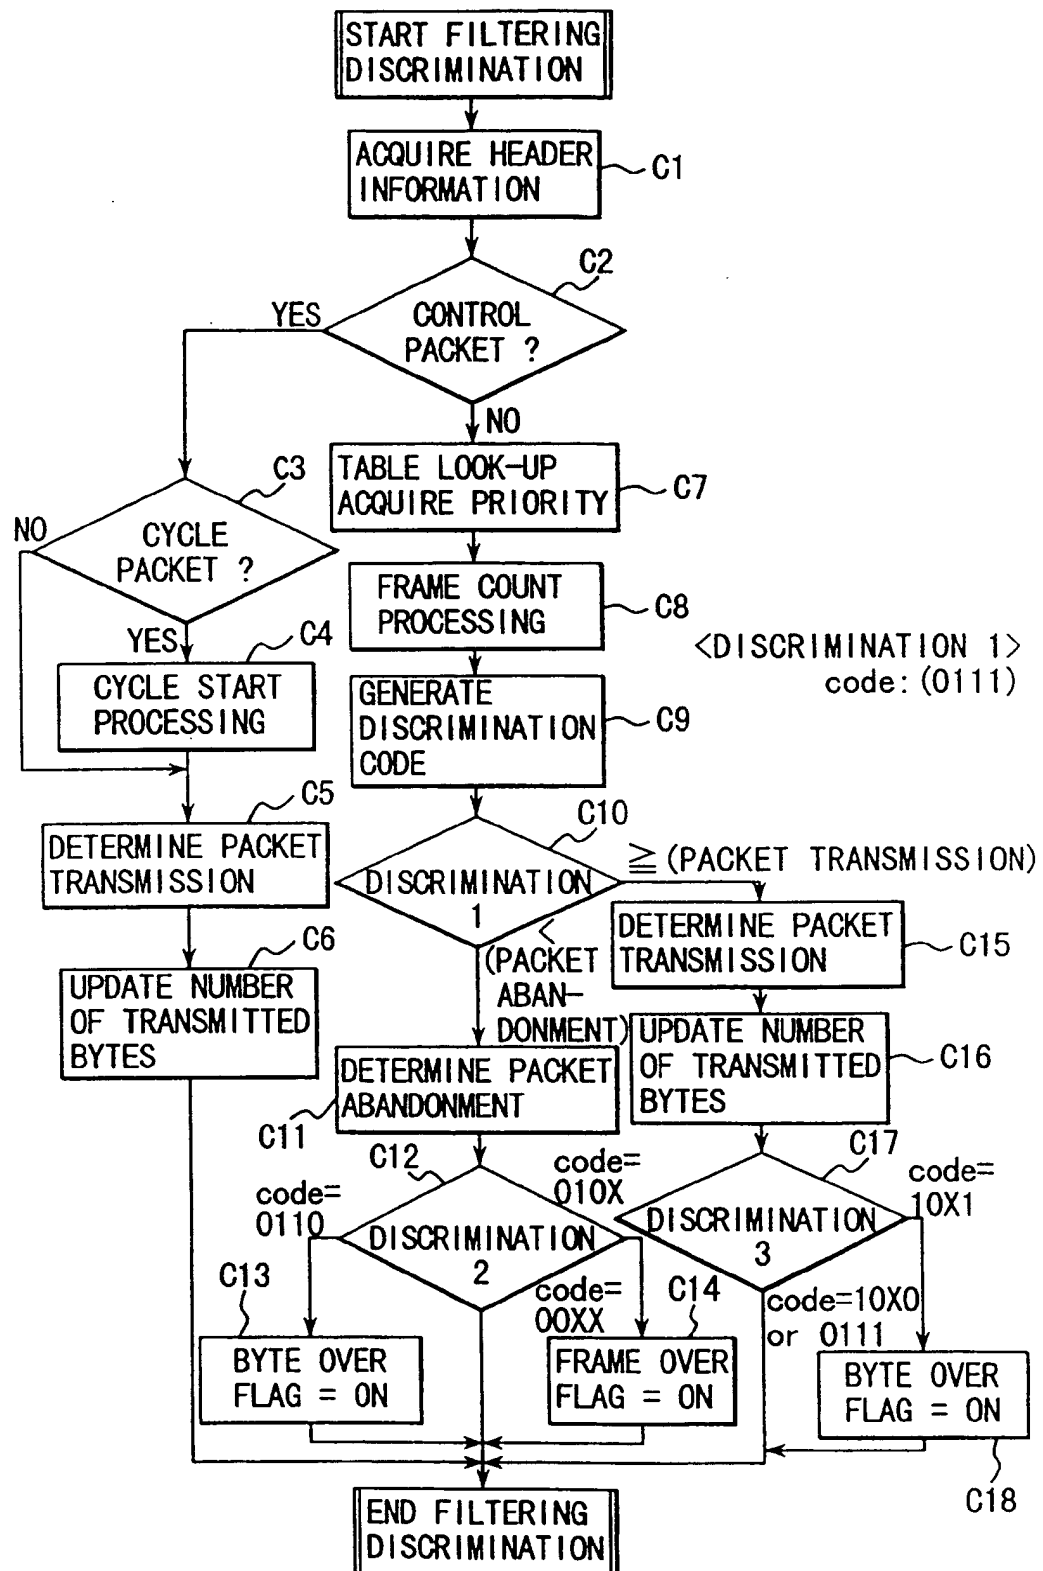 START FILTERING
DISCRIMINATION
ACQUIRE HEADER
INFORMATION
C1
C2
CONTROL
PACKET ?
YES
NO
C3
CYCLE
PACKET ?
NO
YES
C4
CYCLE START
PROCESSING
TABLE LOOK-UP
ACQUIRE PRIORITY
C7
FRAME COUNT
PROCESSING
C8
<DISCRIMINATION 1>
code:(0111)
GENERATE
DISCRIMINATION
CODE
C9
C5
DETERMINE PACKET
TRANSMISSION
C6
UPDATE NUMBER
OF TRANSMITTED
BYTES
C10
DISCRIMINATION
1
≧(PACKET TRANSMISSION)
<
(PACKET
ABAN-
DONMENT)
DETERMINE PACKET
TRANSMISSION
C15
UPDATE NUMBER
OF TRANSMITTED
BYTES
C16
DETERMINE PACKET
ABANDONMENT
C11
C12
DISCRIMINATION
2
code=
0110
code=
010X
code=
00XX
C17
DISCRIMINATION
3
code=
10X1
code=10X0
or 0111
C13
BYTE OVER
FLAG = ON
C14
FRAME OVER
FLAG = ON
BYTE OVER
FLAG = ON
C18
END FILTERING
DISCRIMINATION